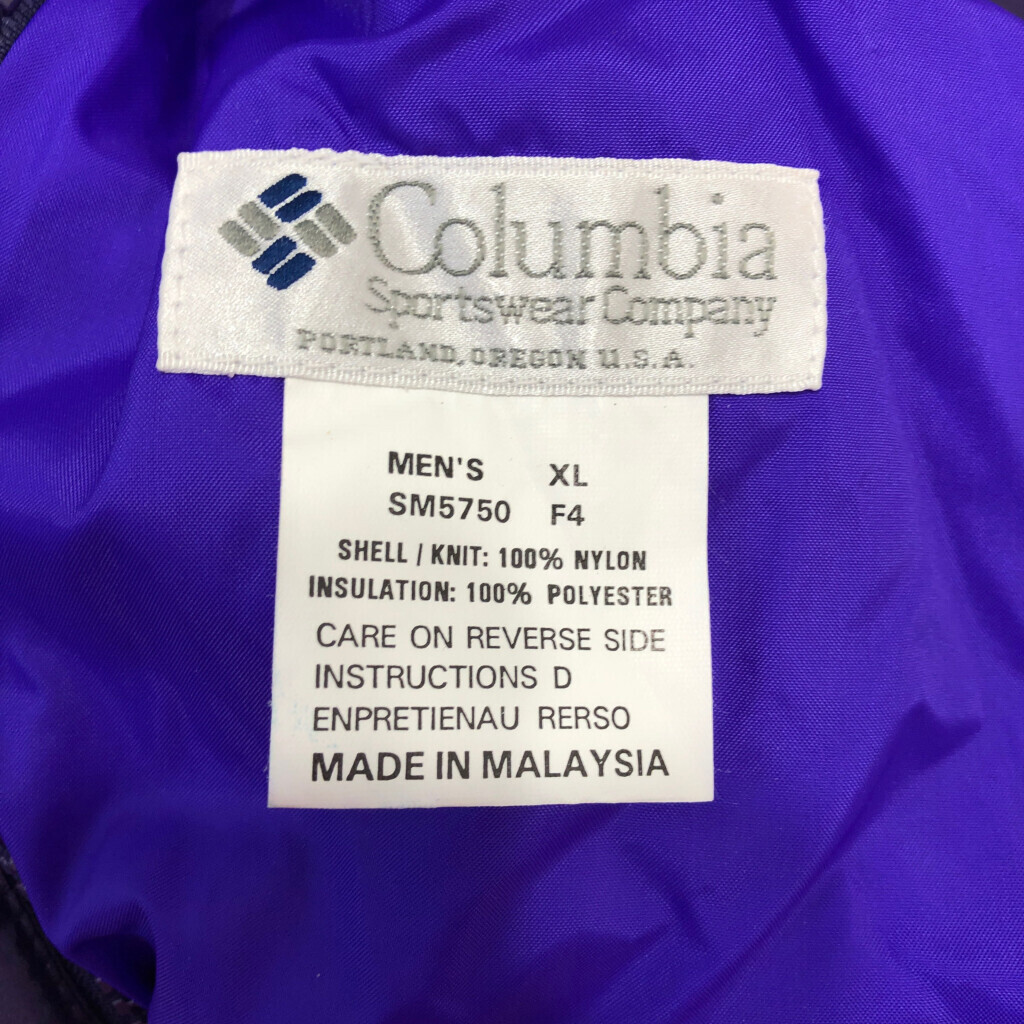 Columbia
Sportswear Company
PORTLAND, OREGON U.S.A.
MEN'S XL
SM5750 F4
SHELL / KNIT: 100% NYLON
INSULATION: 100% POLYESTER
CARE ON REVERSE SIDE
INSTRUCTIONS D
ENPRETIENAU RERSO
MADE IN MALAYSIA